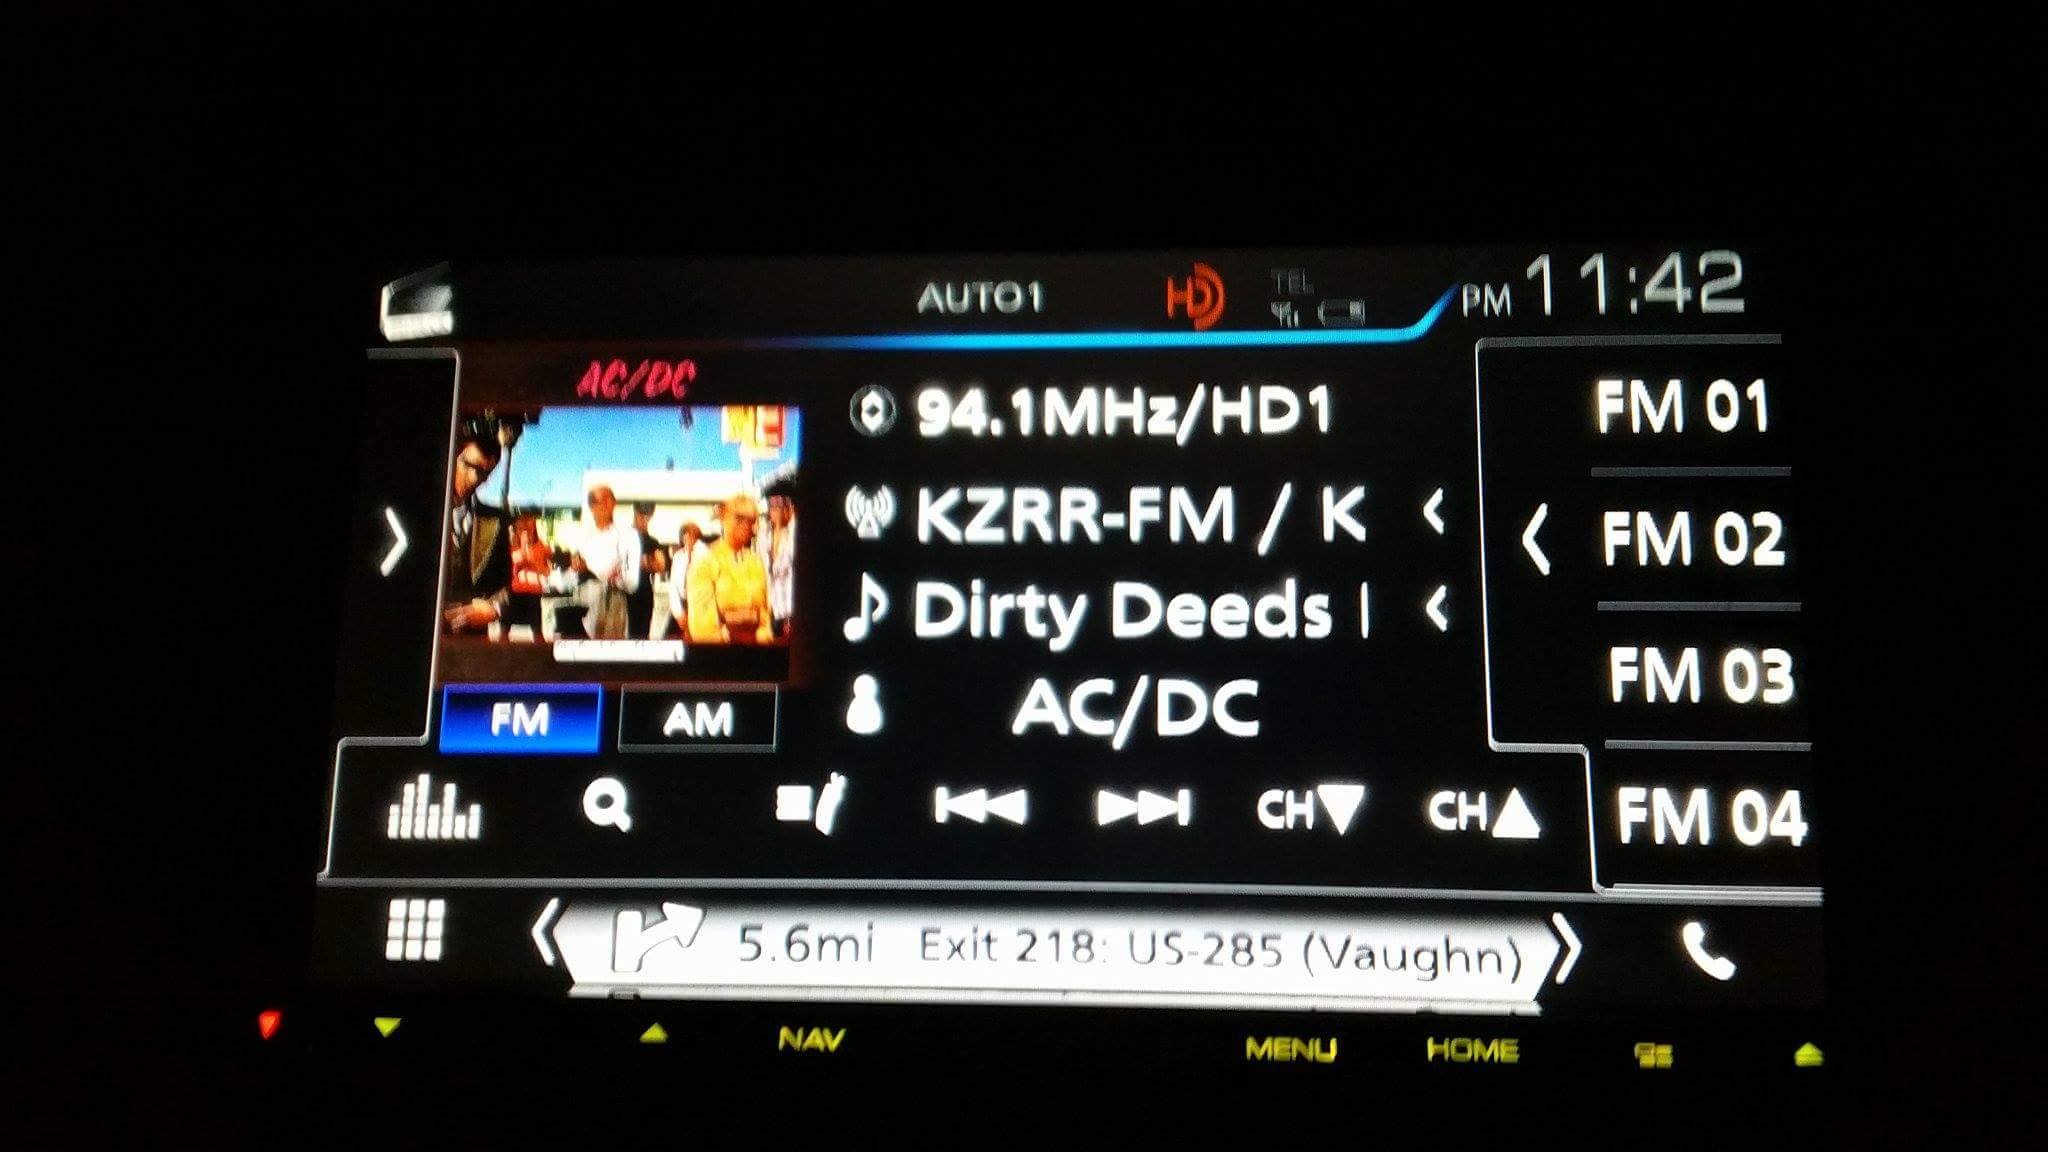 AUTO1
HD
TEL
PM 11:42
AC/DC
94.1MHz/HD1
KZRR-FM / K
Dirty Deeds
AC/DC
FM
AM
FM 01
FM 02
FM 03
FM 04
CH
CH
5.6mi Exit 218: US-285 (Vaughn)
NAV
MENU
HOME